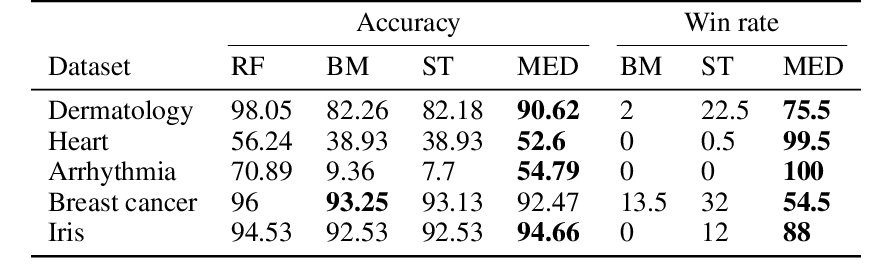 Accuracy Win rate
Dataset RF BM ST MED BM ST MED
Dermatology 98.05 82.26 82.18 90.62 2 22.5 75.5
Heart 56.24 38.93 38.93 52.6 0 0.5 99.5
Arrhythmia 70.89 9.36 7.7 54.79 0 0 100
Breast cancer 96 93.25 93.13 92.47 13.5 32 54.5
Iris 94.53 92.53 92.53 94.66 0 12 88